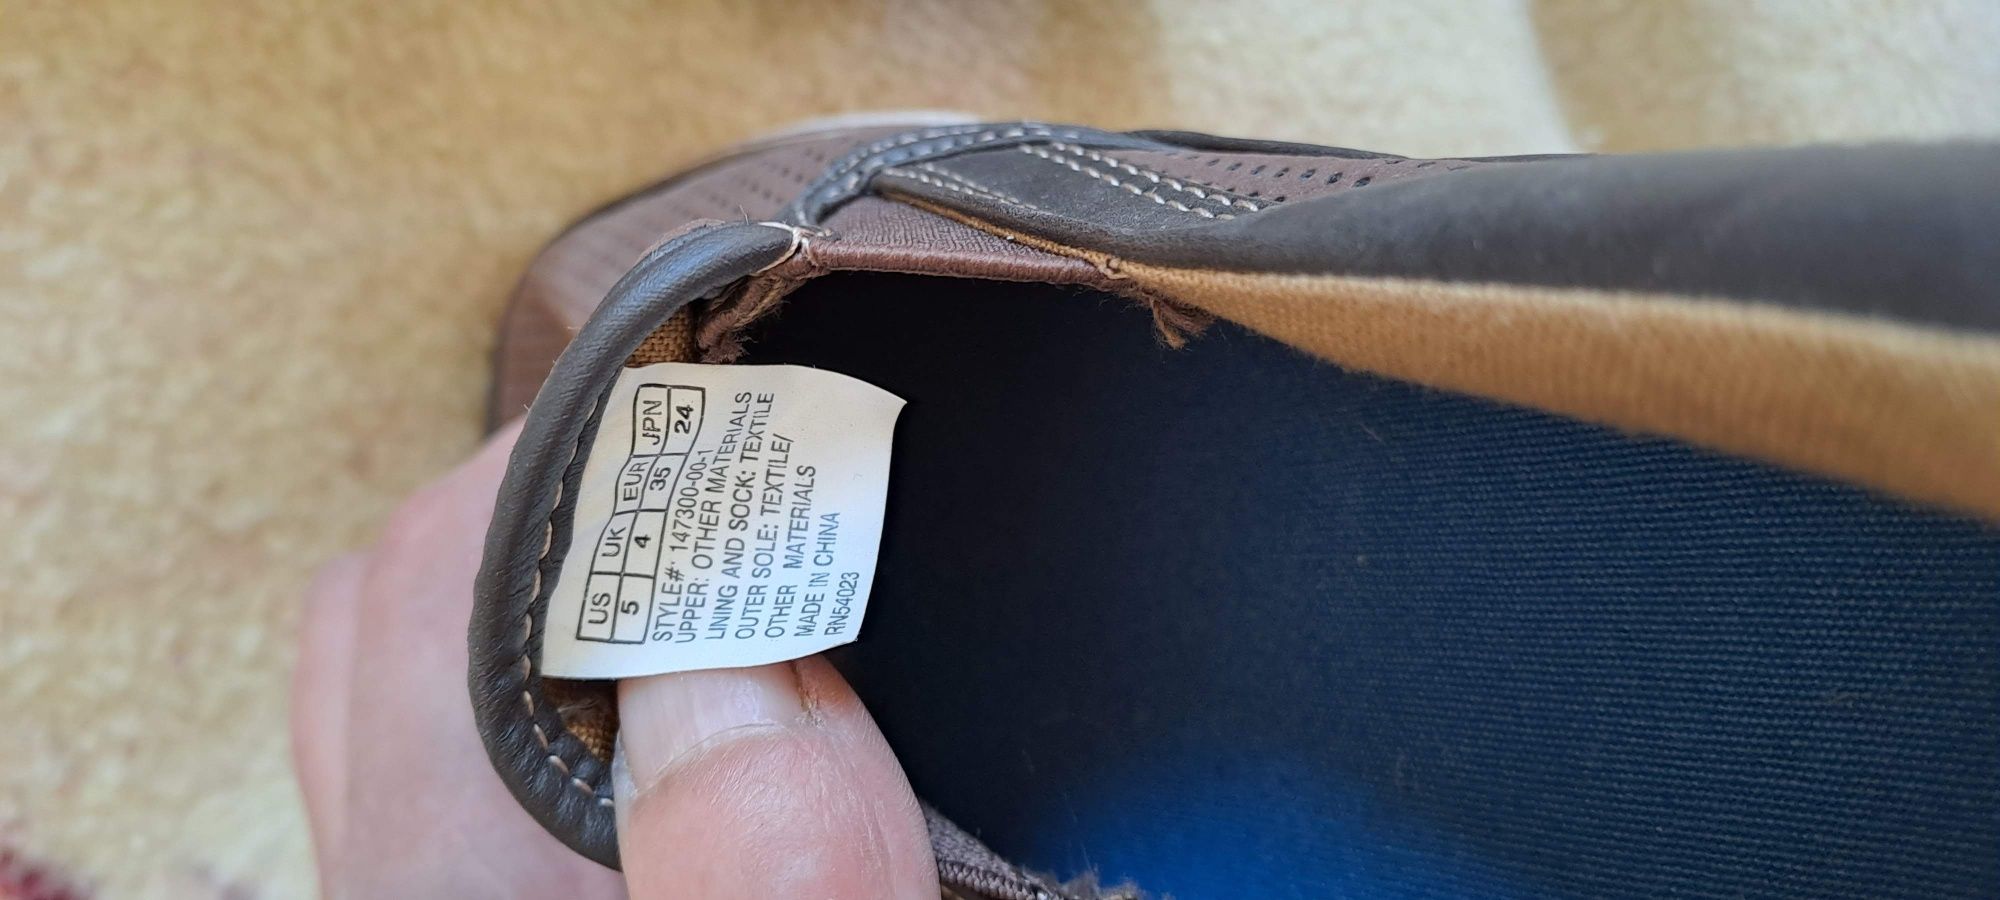 US UK EUR JPN
5 4 35 24
STYLE#: 147300-00-1
UPPER: OTHER MATERIALS
LINING AND SOCK: TEXTILE
OUTER SOLE: TEXTILE/
OTHER MATERIALS
MADE IN CHINA
RN54023